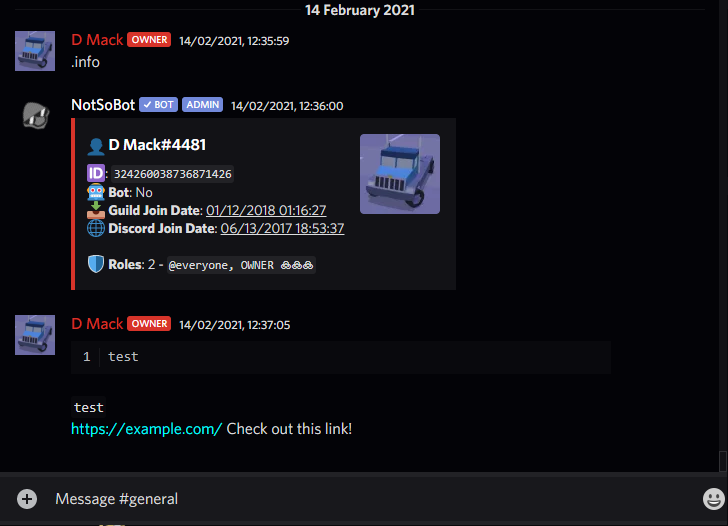 14 February 2021
D Mack OWNER 14/02/2021, 12:35:59
.info
NotSoBot ✓ BOT ADMIN 14/02/2021, 12:36:00
D Mack#4481
ID: 324260038736871426
Bot: No
Guild Join Date: 01/12/2018 01:16:27
Discord Join Date: 06/13/2017 18:53:37
Roles: 2 - @everyone, OWNER
D Mack OWNER 14/02/2021, 12:37:05
1 test
test
https://example.com/ Check out this link!
Message #general